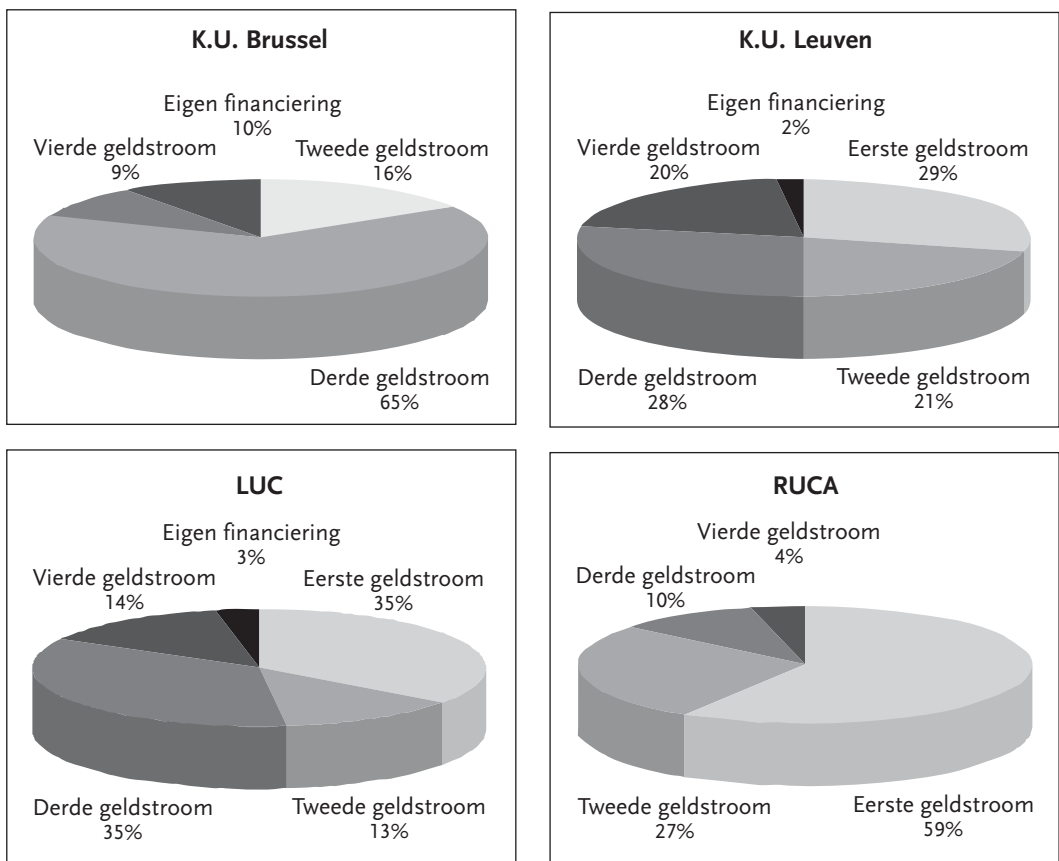 K.U. Brussel
Eigen financiering
10%
Vierde geldstroom
9%
Tweede geldstroom
16%
Derde geldstroom
65%
K.U. Leuven
Eigen financiering
2%
Vierde geldstroom
20%
Eerste geldstroom
29%
Derde geldstroom
28%
Tweede geldstroom
21%
LUC
Eigen financiering
3%
Vierde geldstroom
14%
Eerste geldstroom
35%
Derde geldstroom
35%
Tweede geldstroom
13%
RUCA
Vierde geldstroom
4%
Derde geldstroom
10%
Tweede geldstroom
27%
Eerste geldstroom
59%